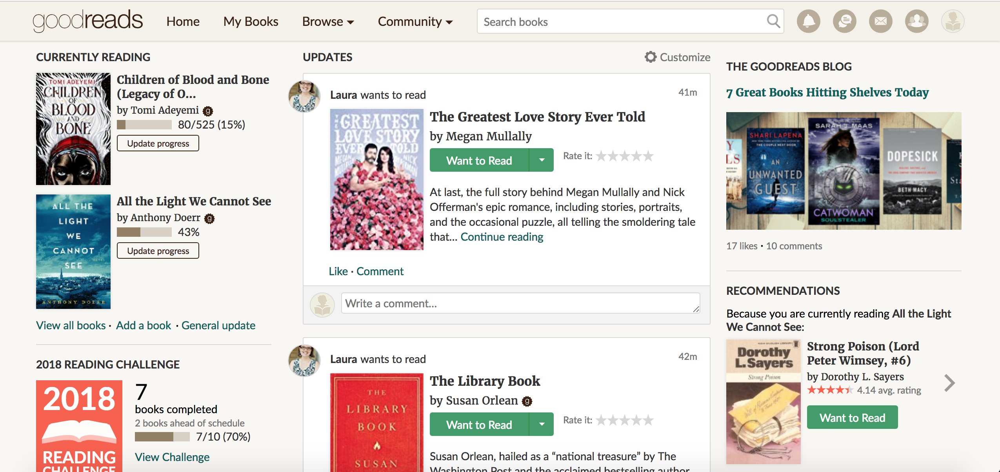 goodreads
Home
My Books
Browse
Community
Search books
CURRENTLY READING
TOMI ADEYEMI
CHILDREN
OF
BLOOD
AND
BONE
Children of Blood and Bone
(Legacy of O...
by Tomi Adeyemi
80/525 (15%)
Update progress
ALL THE
LIGHT
WE
CANNOT
SEE
ANTHONY DOERR
All the Light We Cannot See
by Anthony Doerr
43%
Update progress
View all books · Add a book · General update
2018 READING CHALLENGE
2018
READING
CHALLENGE
7
books completed
2 books ahead of schedule
7/10 (70%)
View Challenge
UPDATES
Customize
Laura wants to read
41m
THE
GREATEST
LOVE STORY
EVER TOLD
MEGAN
NICK
The Greatest Love Story Ever Told
by Megan Mullally
Want to Read
Rate it:
At last, the full story behind Megan Mullally and Nick
Offerman's epic romance, including stories, portraits,
and the occasional puzzle, all telling the smoldering tale
that... Continue reading
Like · Comment
Write a comment...
Laura wants to read
42m
THE
LIBRARY
BOOK
SUSAN
The Library Book
by Susan Orlean
Want to Read
Rate it:
Susan Orlean, hailed as a “national treasure” by The
Washington Post and the acclaimed bestselling author
THE GOODREADS BLOG
7 Great Books Hitting Shelves Today
SHARI LAPENA
THE COUPLE NEXT DOOR
AN
UNWANTED
GUEST
SARAH J. MAAS
CATWOMAN
SOULSTEALER
DOPESICK
BETH MACY
17 likes · 10 comments
RECOMMENDATIONS
Because you are currently reading All the Light
We Cannot See:
Dorothy
L. Sayers
Strong Poison
Strong Poison (Lord
Peter Wimsey, #6)
by Dorothy L. Sayers
4.14 avg. rating
Want to Read